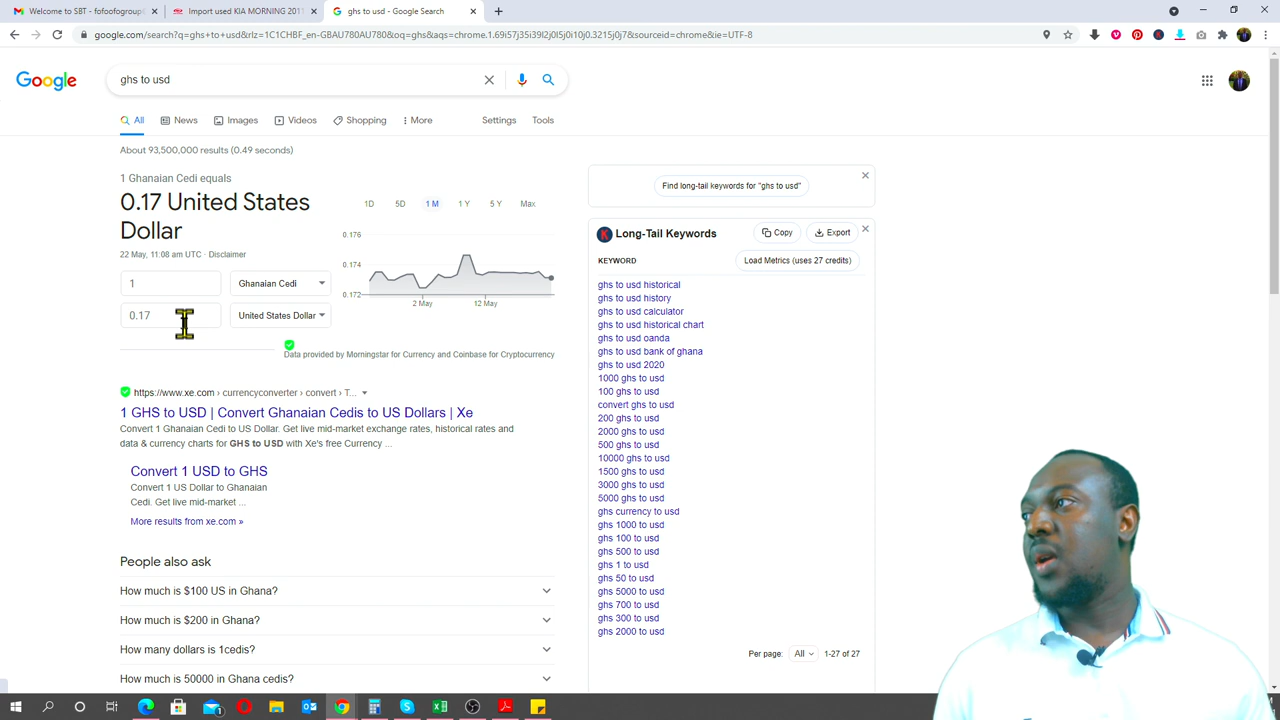 Welcome to SBT - fofoofogroup@
Import used KIA MORNING 2011
ghs to usd - Google Search
google.com/search?q=ghs+to+usd&rlz=1C1CHBF_en-GBAU780AU780&oq=ghs&aqs=chrome.1.69i57j35i39l2j0l5j0i10j0.3215j0j7&sourceid=chrome&ie=UTF-8
Google
ghs to usd
All
News
Images
Videos
Shopping
More
Settings
Tools
About 93,500,000 results (0.49 seconds)
1 Ghanaian Cedi equals
0.17 United States
Dollar
22 May, 11:08 am UTC · Disclaimer
1
Ghanaian Cedi
0.17
United States Dollar
1D 5D 1 M 1 Y 5 Y Max
0.176
0.174
0.172
2 May 12 May
Data provided by Morningstar for Currency and Coinbase for Cryptocurrency
https://www.xe.com › currencyconverter › convert › T...
1 GHS to USD | Convert Ghanaian Cedis to US Dollars | Xe
Convert 1 Ghanaian Cedi to US Dollar. Get live mid-market exchange rates, historical rates and
data & currency charts for GHS to USD with Xe's free Currency ...
Convert 1 USD to GHS
Convert 1 US Dollar to Ghanaian
Cedi. Get live mid-market ...
More results from xe.com »
People also ask
How much is $100 US in Ghana?
How much is $200 in Ghana?
How many dollars is 1cedis?
How much is 50000 in Ghana cedis?
Find long-tail keywords for "ghs to usd"
K
Long-Tail Keywords
Copy
Export
KEYWORD
Load Metrics (uses 27 credits)
ghs to usd historical
ghs to usd history
ghs to usd calculator
ghs to usd historical chart
ghs to usd oanda
ghs to usd bank of ghana
ghs to usd 2020
1000 ghs to usd
100 ghs to usd
convert ghs to usd
200 ghs to usd
2000 ghs to usd
500 ghs to usd
10000 ghs to usd
1500 ghs to usd
3000 ghs to usd
5000 ghs to usd
ghs currency to usd
ghs 1000 to usd
ghs 100 to usd
ghs 500 to usd
ghs 1 to usd
ghs 50 to usd
ghs 5000 to usd
ghs 700 to usd
ghs 300 to usd
ghs 2000 to usd
Per page: All 1-27 of 27